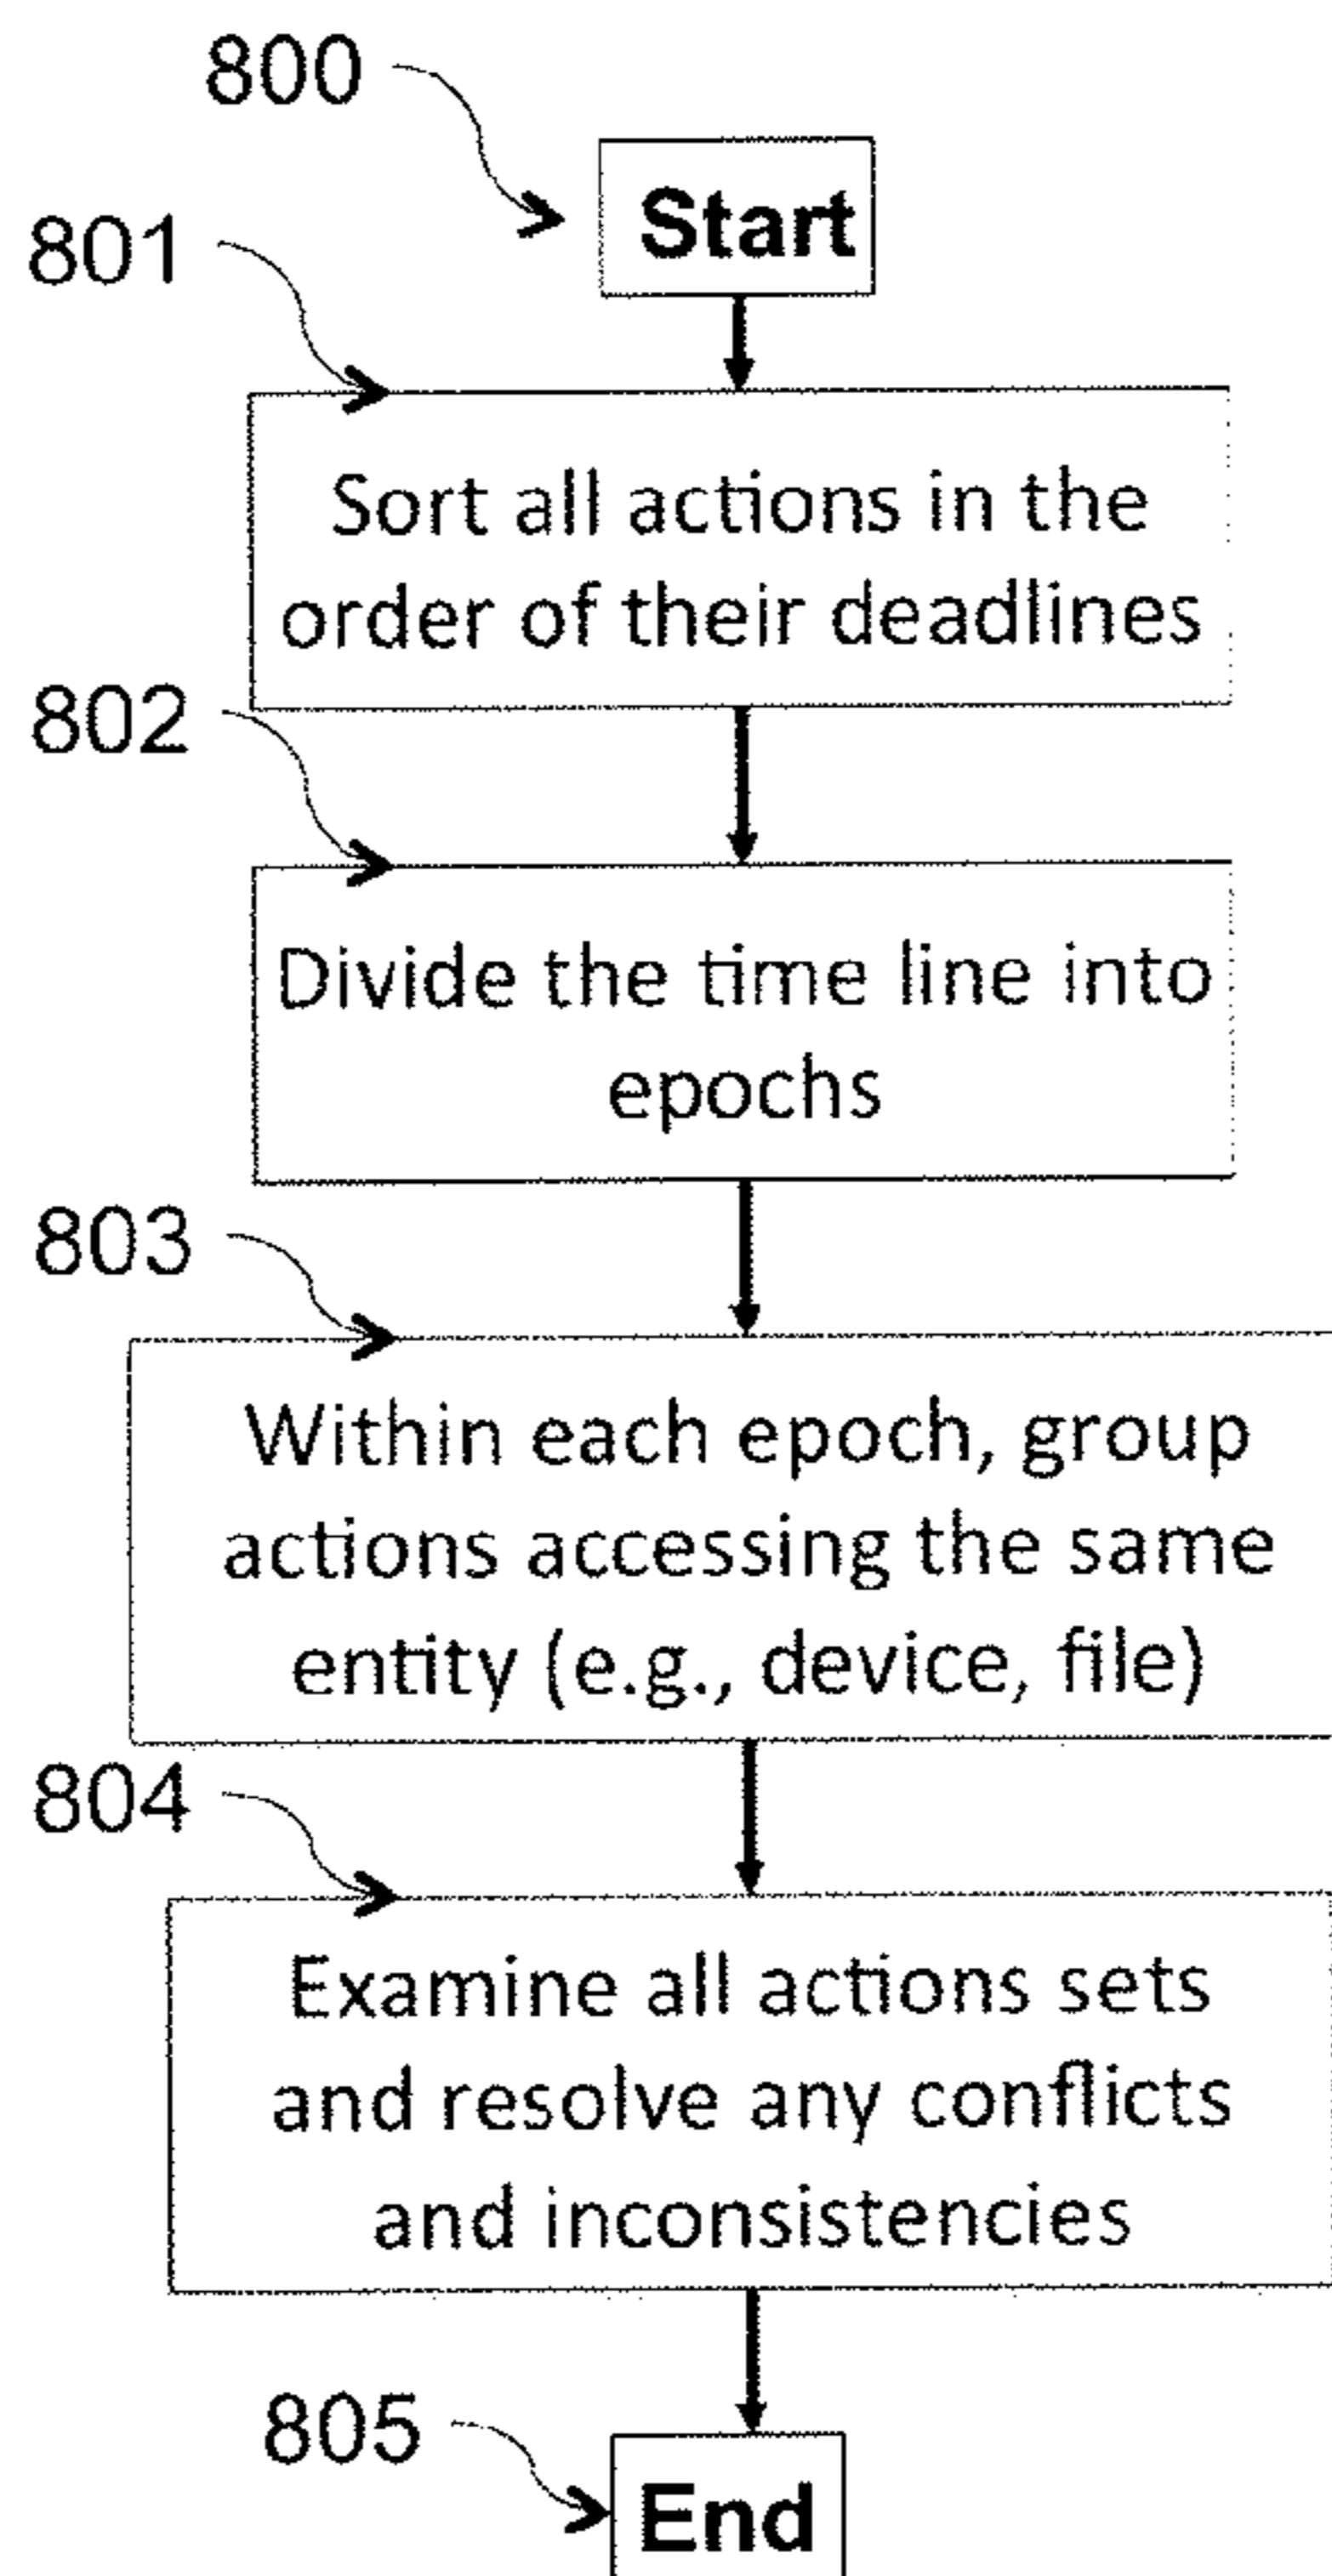 800
Start
801
Sort all actions in the
order of their deadlines
802
Divide the time line into
epochs
803
Within each epoch, group
actions accessing the same
entity (e.g., device, file)
804
Examine all actions sets
and resolve any conflicts
and inconsistencies
805
End